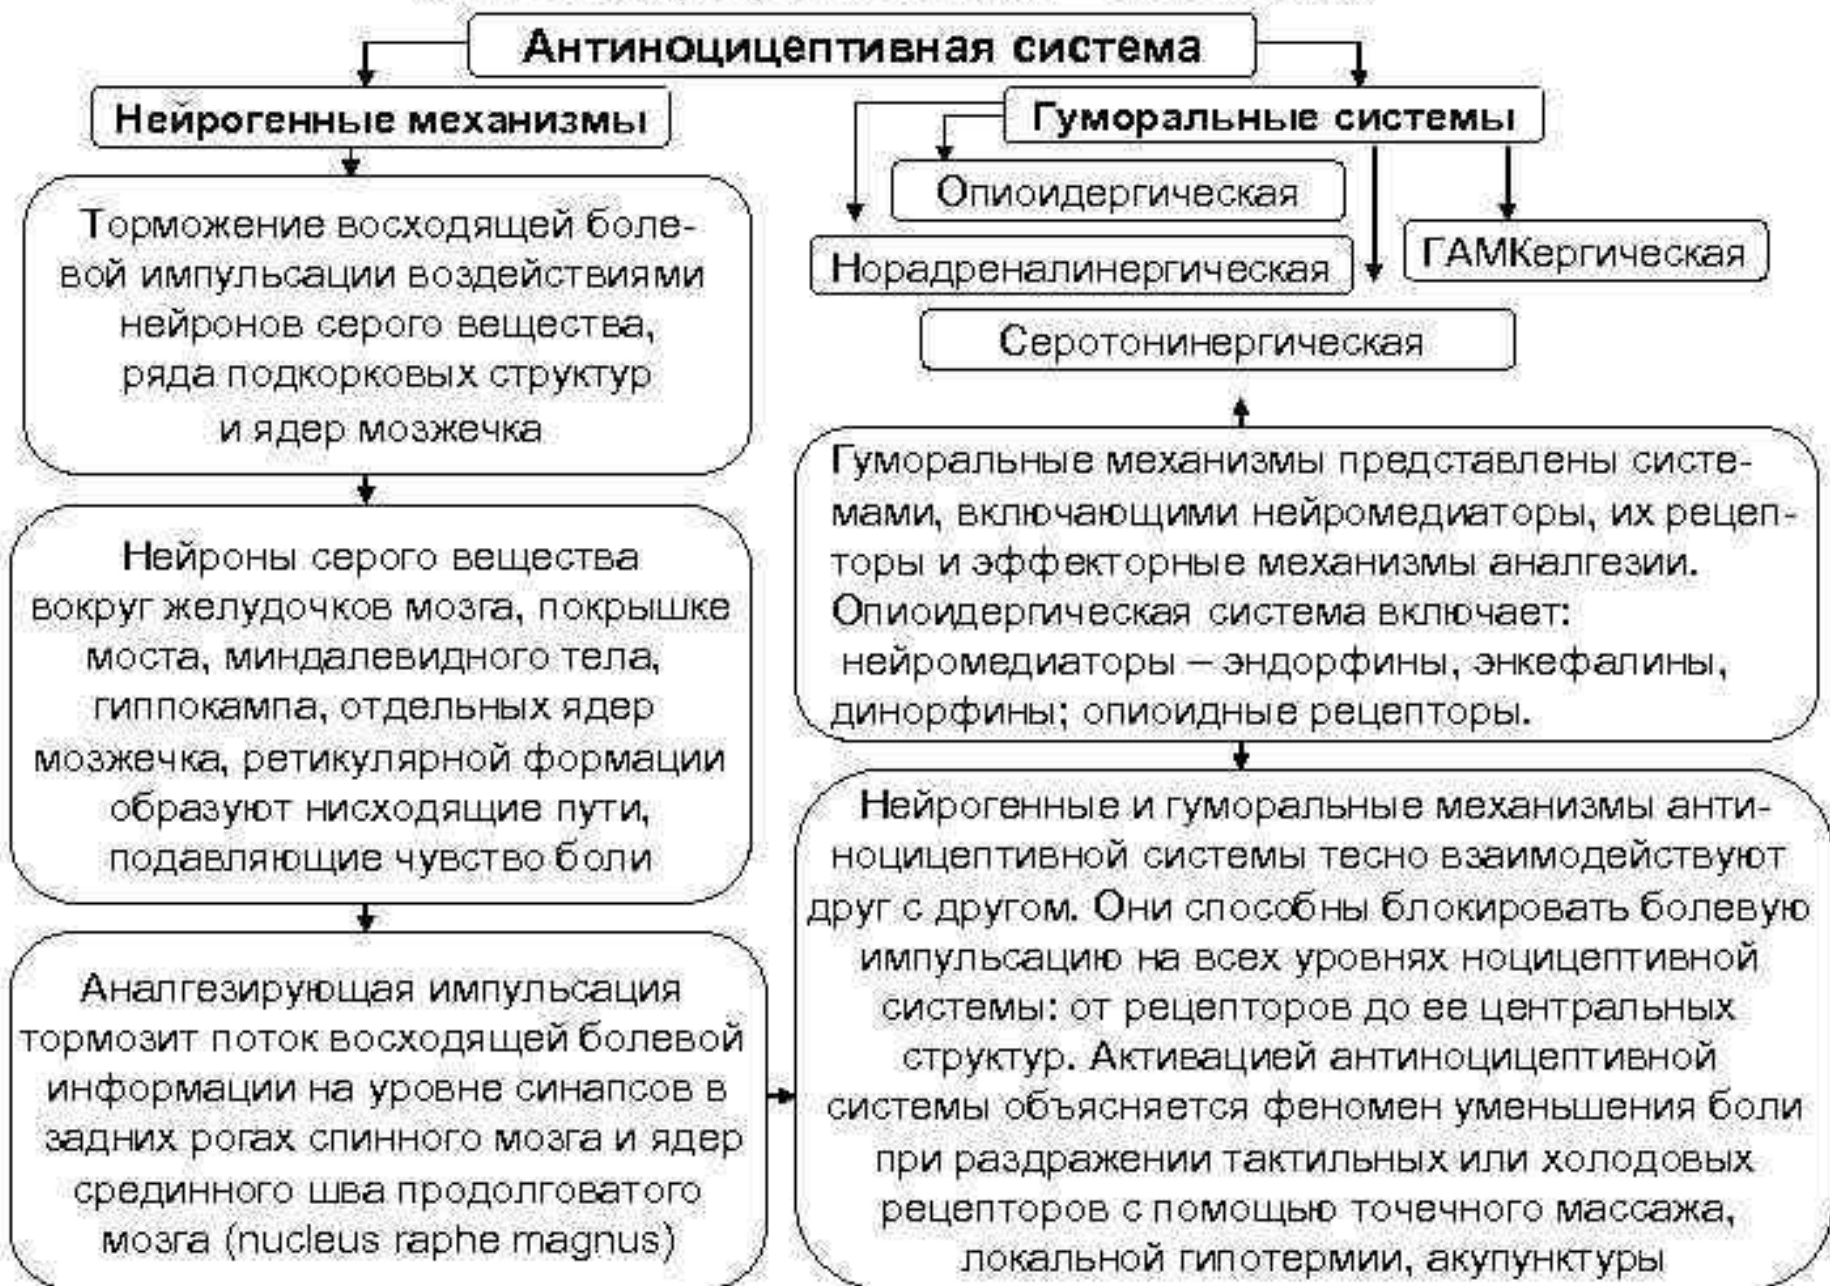 Антиноцицептивная система
Нейрогенные механизмы
Гуморальные системы
Опиоидергическая
Норадреналинергическая
ГАМКергическая
Серотонинергическая
Торможение восходящей боле-
вой импульсации воздействиями
нейронов серого вещества,
ряда подкорковых структур
и ядер мозжечка
Нейроны серого вещества
вокруг желудочков мозга, покрышке
моста, миндалевидного тела,
гиппокампа, отдельных ядер
мозжечка, ретикулярной формации
образуют нисходящие пути,
подавляющие чувство боли
Аналгезирующая импульсация
тормозит поток восходящей болевой
информации на уровне синапсов в
задних рогах спинного мозга и ядер
срединного шва продолговатого
мозга (nucleus raphe magnus)
Гуморальные механизмы представлены систе-
мами, включающими нейромедиаторы, их рецеп-
торы и эффекторные механизмы аналгезии.
Опиоидергическая система включает:
нейромедиаторы – эндорфины, энкефалины,
динорфины; опиоидные рецепторы.
Нейрогенные и гуморальные механизмы анти-
ноцицептивной системы тесно взаимодействуют
друг с другом. Они способны блокировать болевую
импульсацию на всех уровнях ноцицептивной
системы: от рецепторов до ее центральных
структур. Активацией антиноцицептивной
системы объясняется феномен уменьшения боли
при раздражении тактильных или холодовых
рецепторов с помощью точечного массажа,
локальной гипотермии, акупунктуры